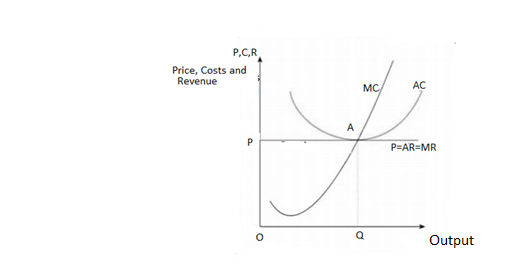 P,C,R
Price, Costs and
Revenue
MC
AC
A
P
P=AR=MR
O
Q
Output